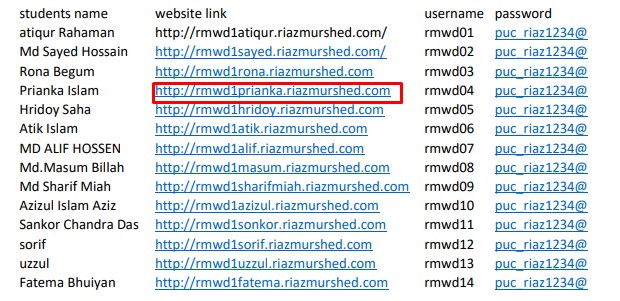 students name website link username password
atiqur Rahaman http://rmwd1atiqur.riazmurshed.com/ rmwd01 puc_riaz1234@
Md Sayed Hossain http://rmwd1sayed.riazmurshed.com/ rmwd02 puc_riaz1234@
Rona Begum http://rmwd1rona.riazmurshed.com rmwd03 puc_riaz1234@
Prianka Islam http://rmwd1prianka.riazmurshed.com rmwd04 puc_riaz1234@
Hridoy Saha http://rmwd1hridoy.riazmurshed.com rmwd05 puc_riaz1234@
Atik Islam http://rmwd1atik.riazmurshed.com rmwd06 puc_riaz1234@
MD ALIF HOSSEN http://rmwd1alif.riazmurshed.com rmwd07 puc_riaz1234@
Md.Masum Billah http://rmwd1masum.riazmurshed.com rmwd08 puc_riaz1234@
Md Sharif Miah http://rmwd1sharifmiah.riazmurshed.com rmwd09 puc_riaz1234@
Azizul Islam Aziz http://rmwd1azizul.riazmurshed.com rmwd10 puc_riaz1234@
Sankor Chandra Das http://rmwd1sonkor.riazmurshed.com rmwd11 puc_riaz1234@
sorif http://rmwd1sorif.riazmurshed.com rmwd12 puc_riaz1234@
uzzul http://rmwd1uzzul.riazmurshed.com rmwd13 puc_riaz1234@
Fatema Bhuiyan http://rmwd1fatema.riazmurshed.com rmwd14 puc_riaz1234@